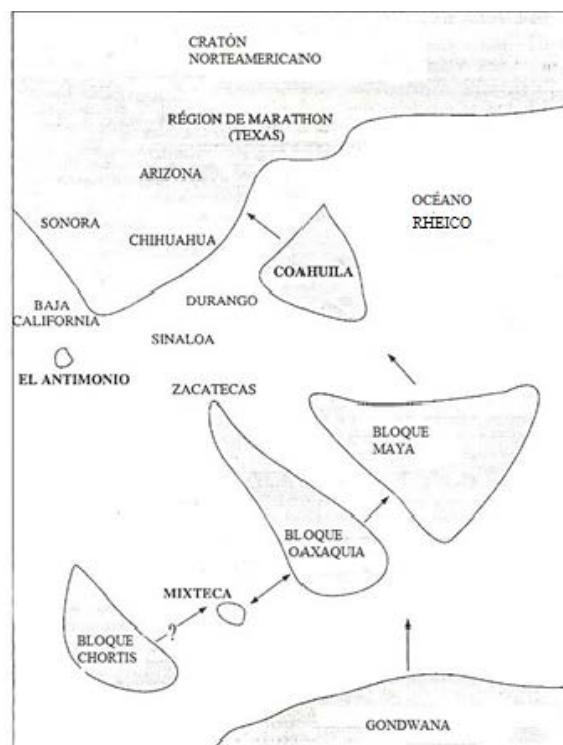 CRATÓN
NORTEAMERICANO
RÉGION DE MARATHON
(TEXAS)
ARIZONA
OCÉANO
RHEICO
SONORA
CHIHUAHUA
COAHUILA
BAJA
CALIFORNIA
DURANGO
SINALOA
EL ANTIMONIO
ZACATECAS
BLOQUE
MAYA
BLOQUE
OAXAQUIA
MIXTECA
?
BLOQUE
CHORTIS
GONDWANA